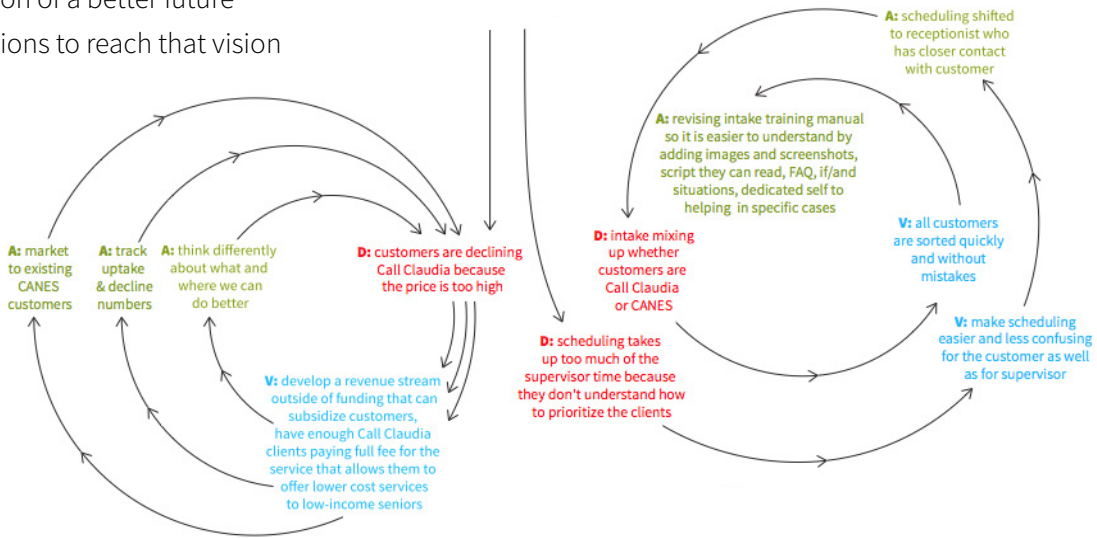 on of a better future
ions to reach that vision
A: scheduling shifted
to receptionist who
has closer contact
with customer
A: revising intake training manual
so it is easier to understand by
adding images and screenshots,
script they can read, FAQ, if/and
situations, dedicated self to
helping in specific cases
A: market
to existing
CANES
customers
A: track
uptake
& decline
numbers
A: think differently
about what and
where we can
do better
D: customers are declining
Call Claudia because
the price is too high
D: intake mixing
up whether
customers are
Call Claudia
or CANES
V: all customers
are sorted quickly
and without
mistakes
D: scheduling takes
up too much of the
supervisor time because
they don't understand how
to prioritize the clients
V: make scheduling
easier and less confusing
for the customer as well
as for supervisor
V: develop a revenue stream
outside of funding that can
subsidize customers,
have enough Call Claudia
clients paying full fee for the
service that allows them to
offer lower cost services
to low-income seniors